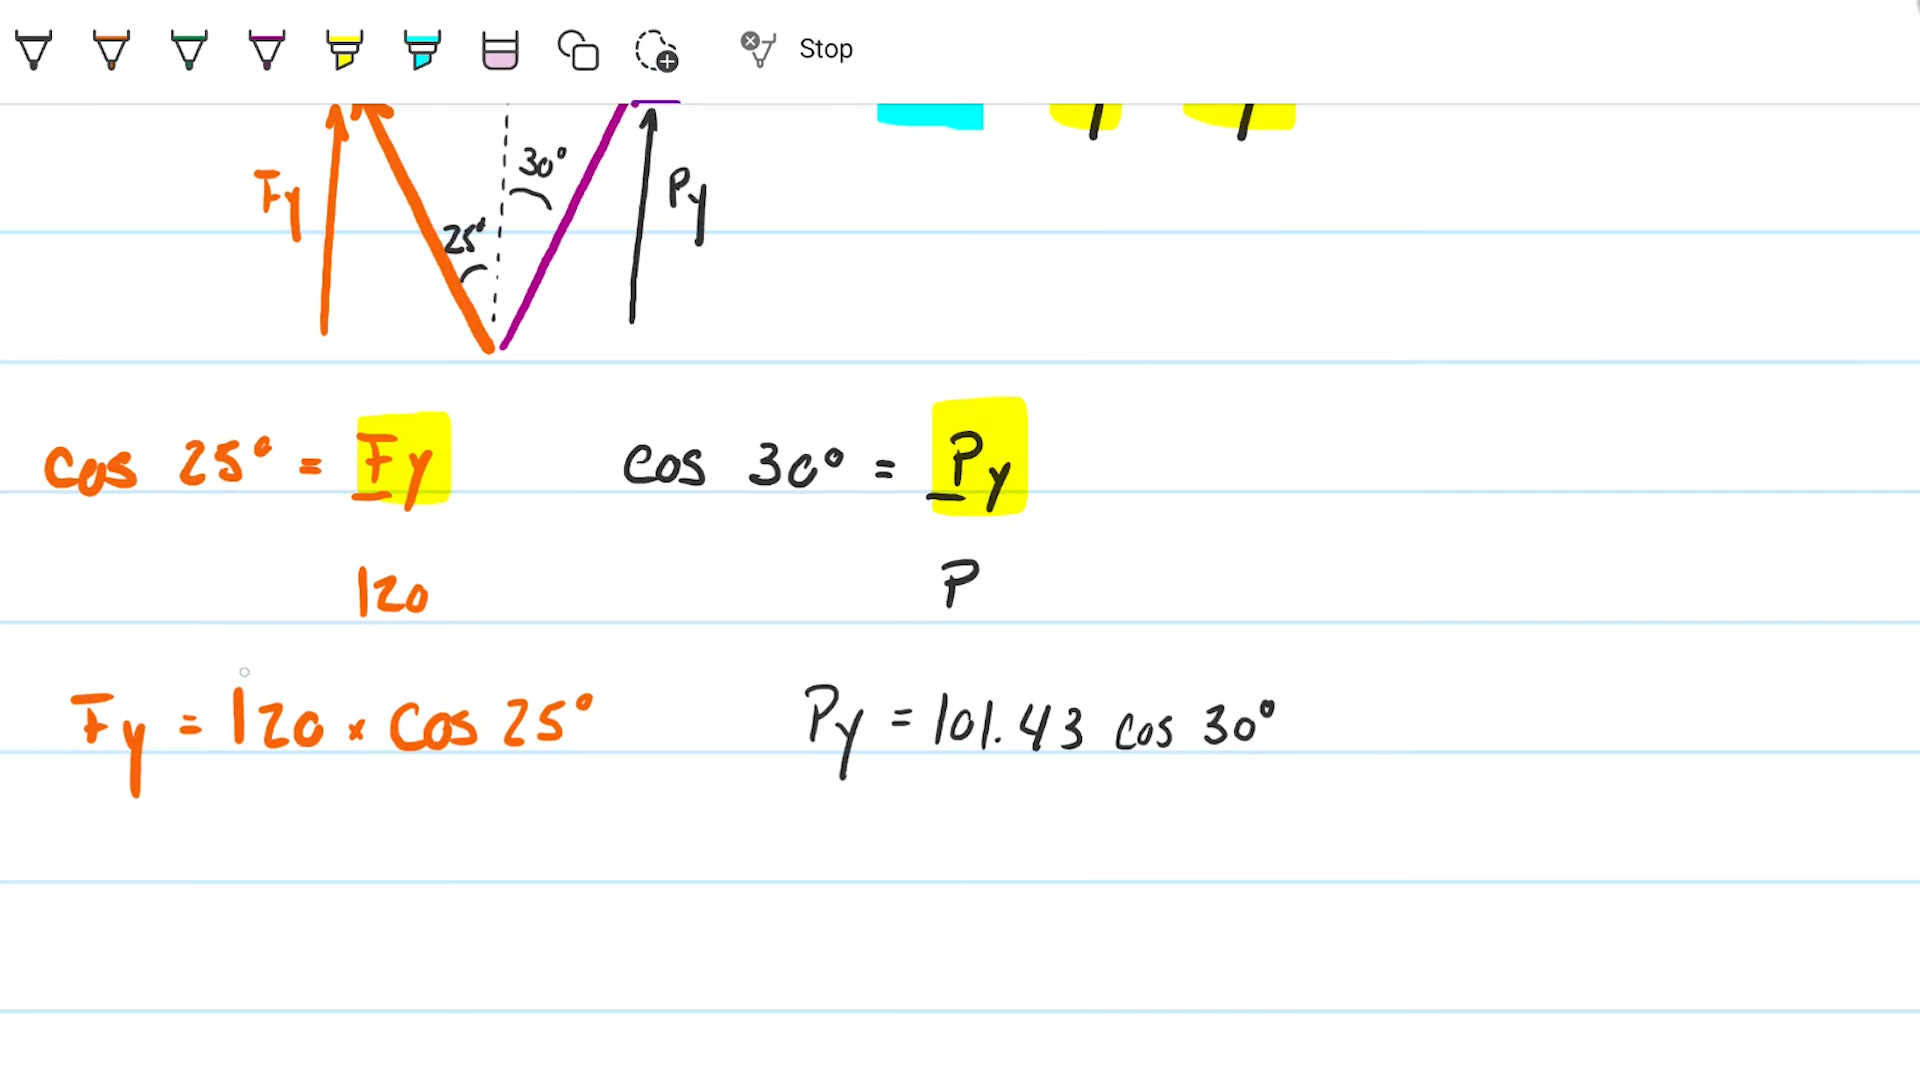 Stop
30°
Fy
Py
25°
cos 25° = Fy
cos 30° = Py
120
P
Fy = 120 × cos 25°
Py = 101.43 cos 30°